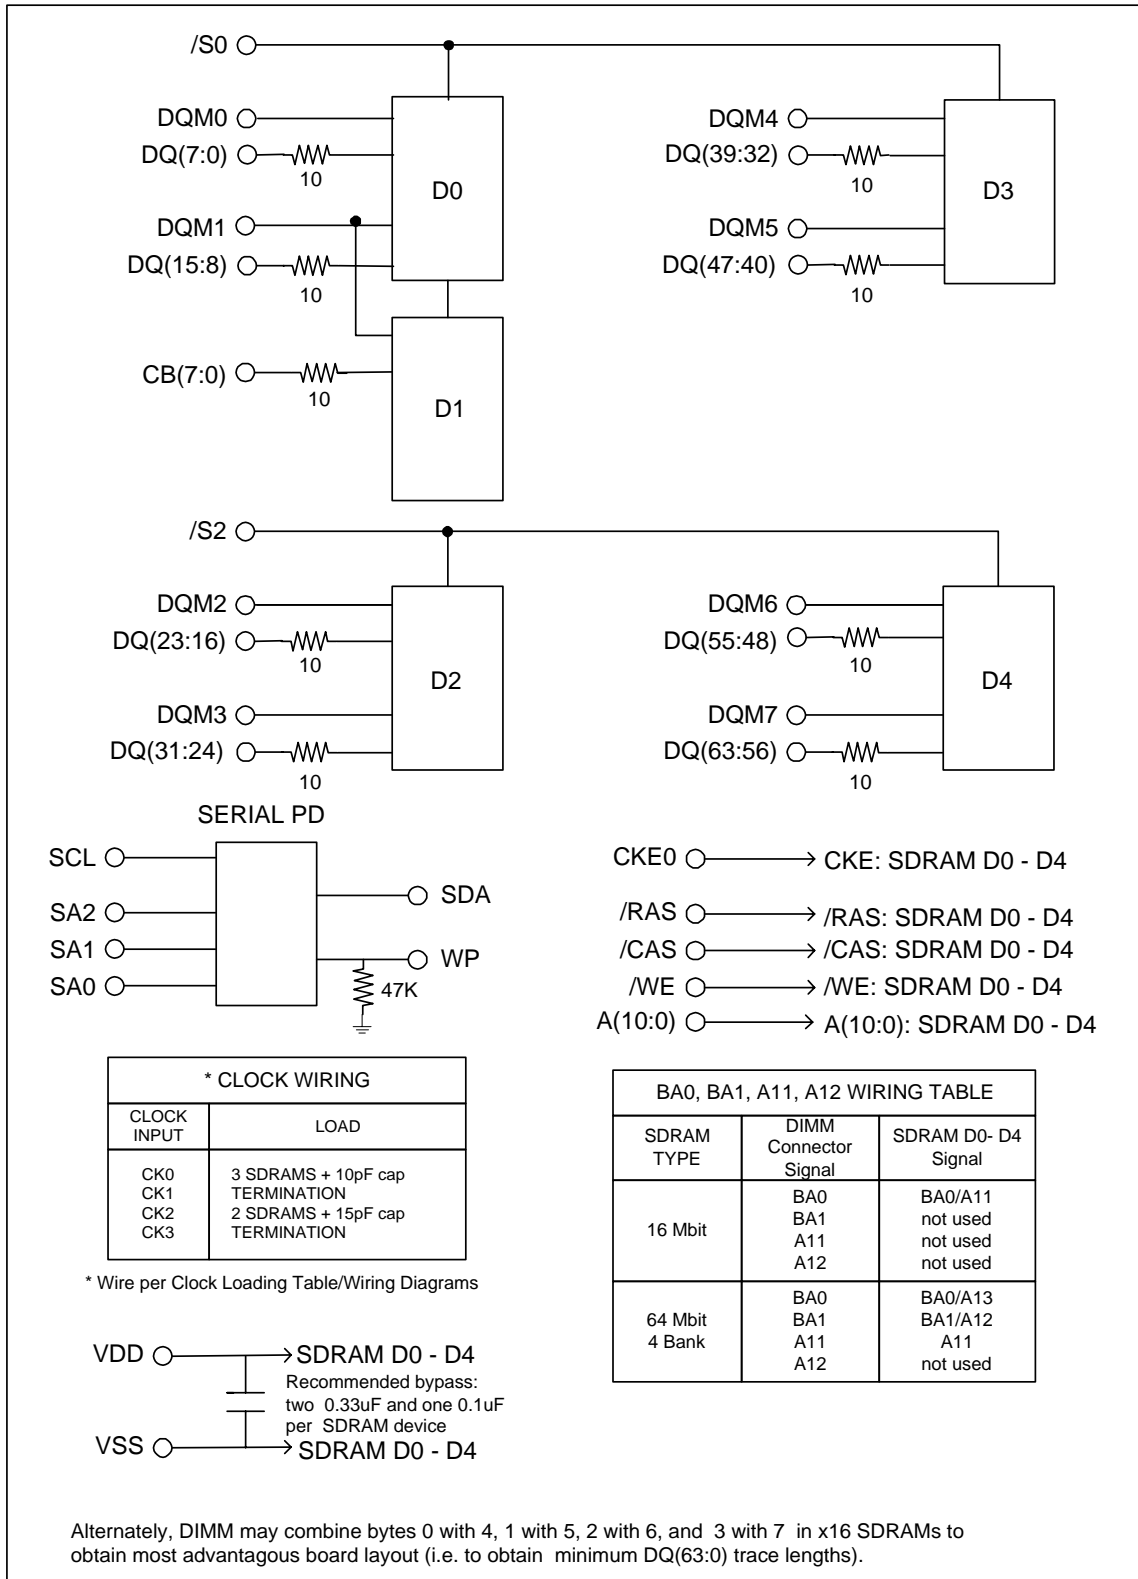 /S0
DQM0
DQ(7:0)
10
D0
DQM1
DQ(15:8)
10
DQM4
DQ(39:32)
10
D3
DQM5
DQ(47:40)
10
CB(7:0)
10
D1
/S2
DQM2
DQ(23:16)
10
D2
DQM3
DQ(31:24)
10
DQM6
DQ(55:48)
10
D4
DQM7
DQ(63:56)
10
SERIAL PD
SCL
SA2
SA1
SA0
SDA
WP
47K
CKE0 CKE: SDRAM D0 - D4
/RAS /RAS: SDRAM D0 - D4
/CAS /CAS: SDRAM D0 - D4
/WE /WE: SDRAM D0 - D4
A(10:0) A(10:0): SDRAM D0 - D4
* CLOCK WIRING
CLOCK INPUT LOAD
CK0 3 SDRAMS + 10pF cap
CK1 TERMINATION
CK2 2 SDRAMS + 15pF cap
CK3 TERMINATION
* Wire per Clock Loading Table/Wiring Diagrams
BA0, BA1, A11, A12 WIRING TABLE
SDRAM TYPE DIMM Connector Signal SDRAM D0- D4 Signal
16 Mbit
BA0 BA0/A11
BA1 not used
A11 not used
A12 not used
64 Mbit
4 Bank
BA0 BA0/A13
BA1 BA1/A12
A11 A11
A12 not used
VDD SDRAM D0 - D4
Recommended bypass:
two 0.33uF and one 0.1uF
per SDRAM device
VSS SDRAM D0 - D4
Alternately, DIMM may combine bytes 0 with 4, 1 with 5, 2 with 6, and 3 with 7 in x16 SDRAMs to
obtain most advantagous board layout (i.e. to obtain minimum DQ(63:0) trace lengths).